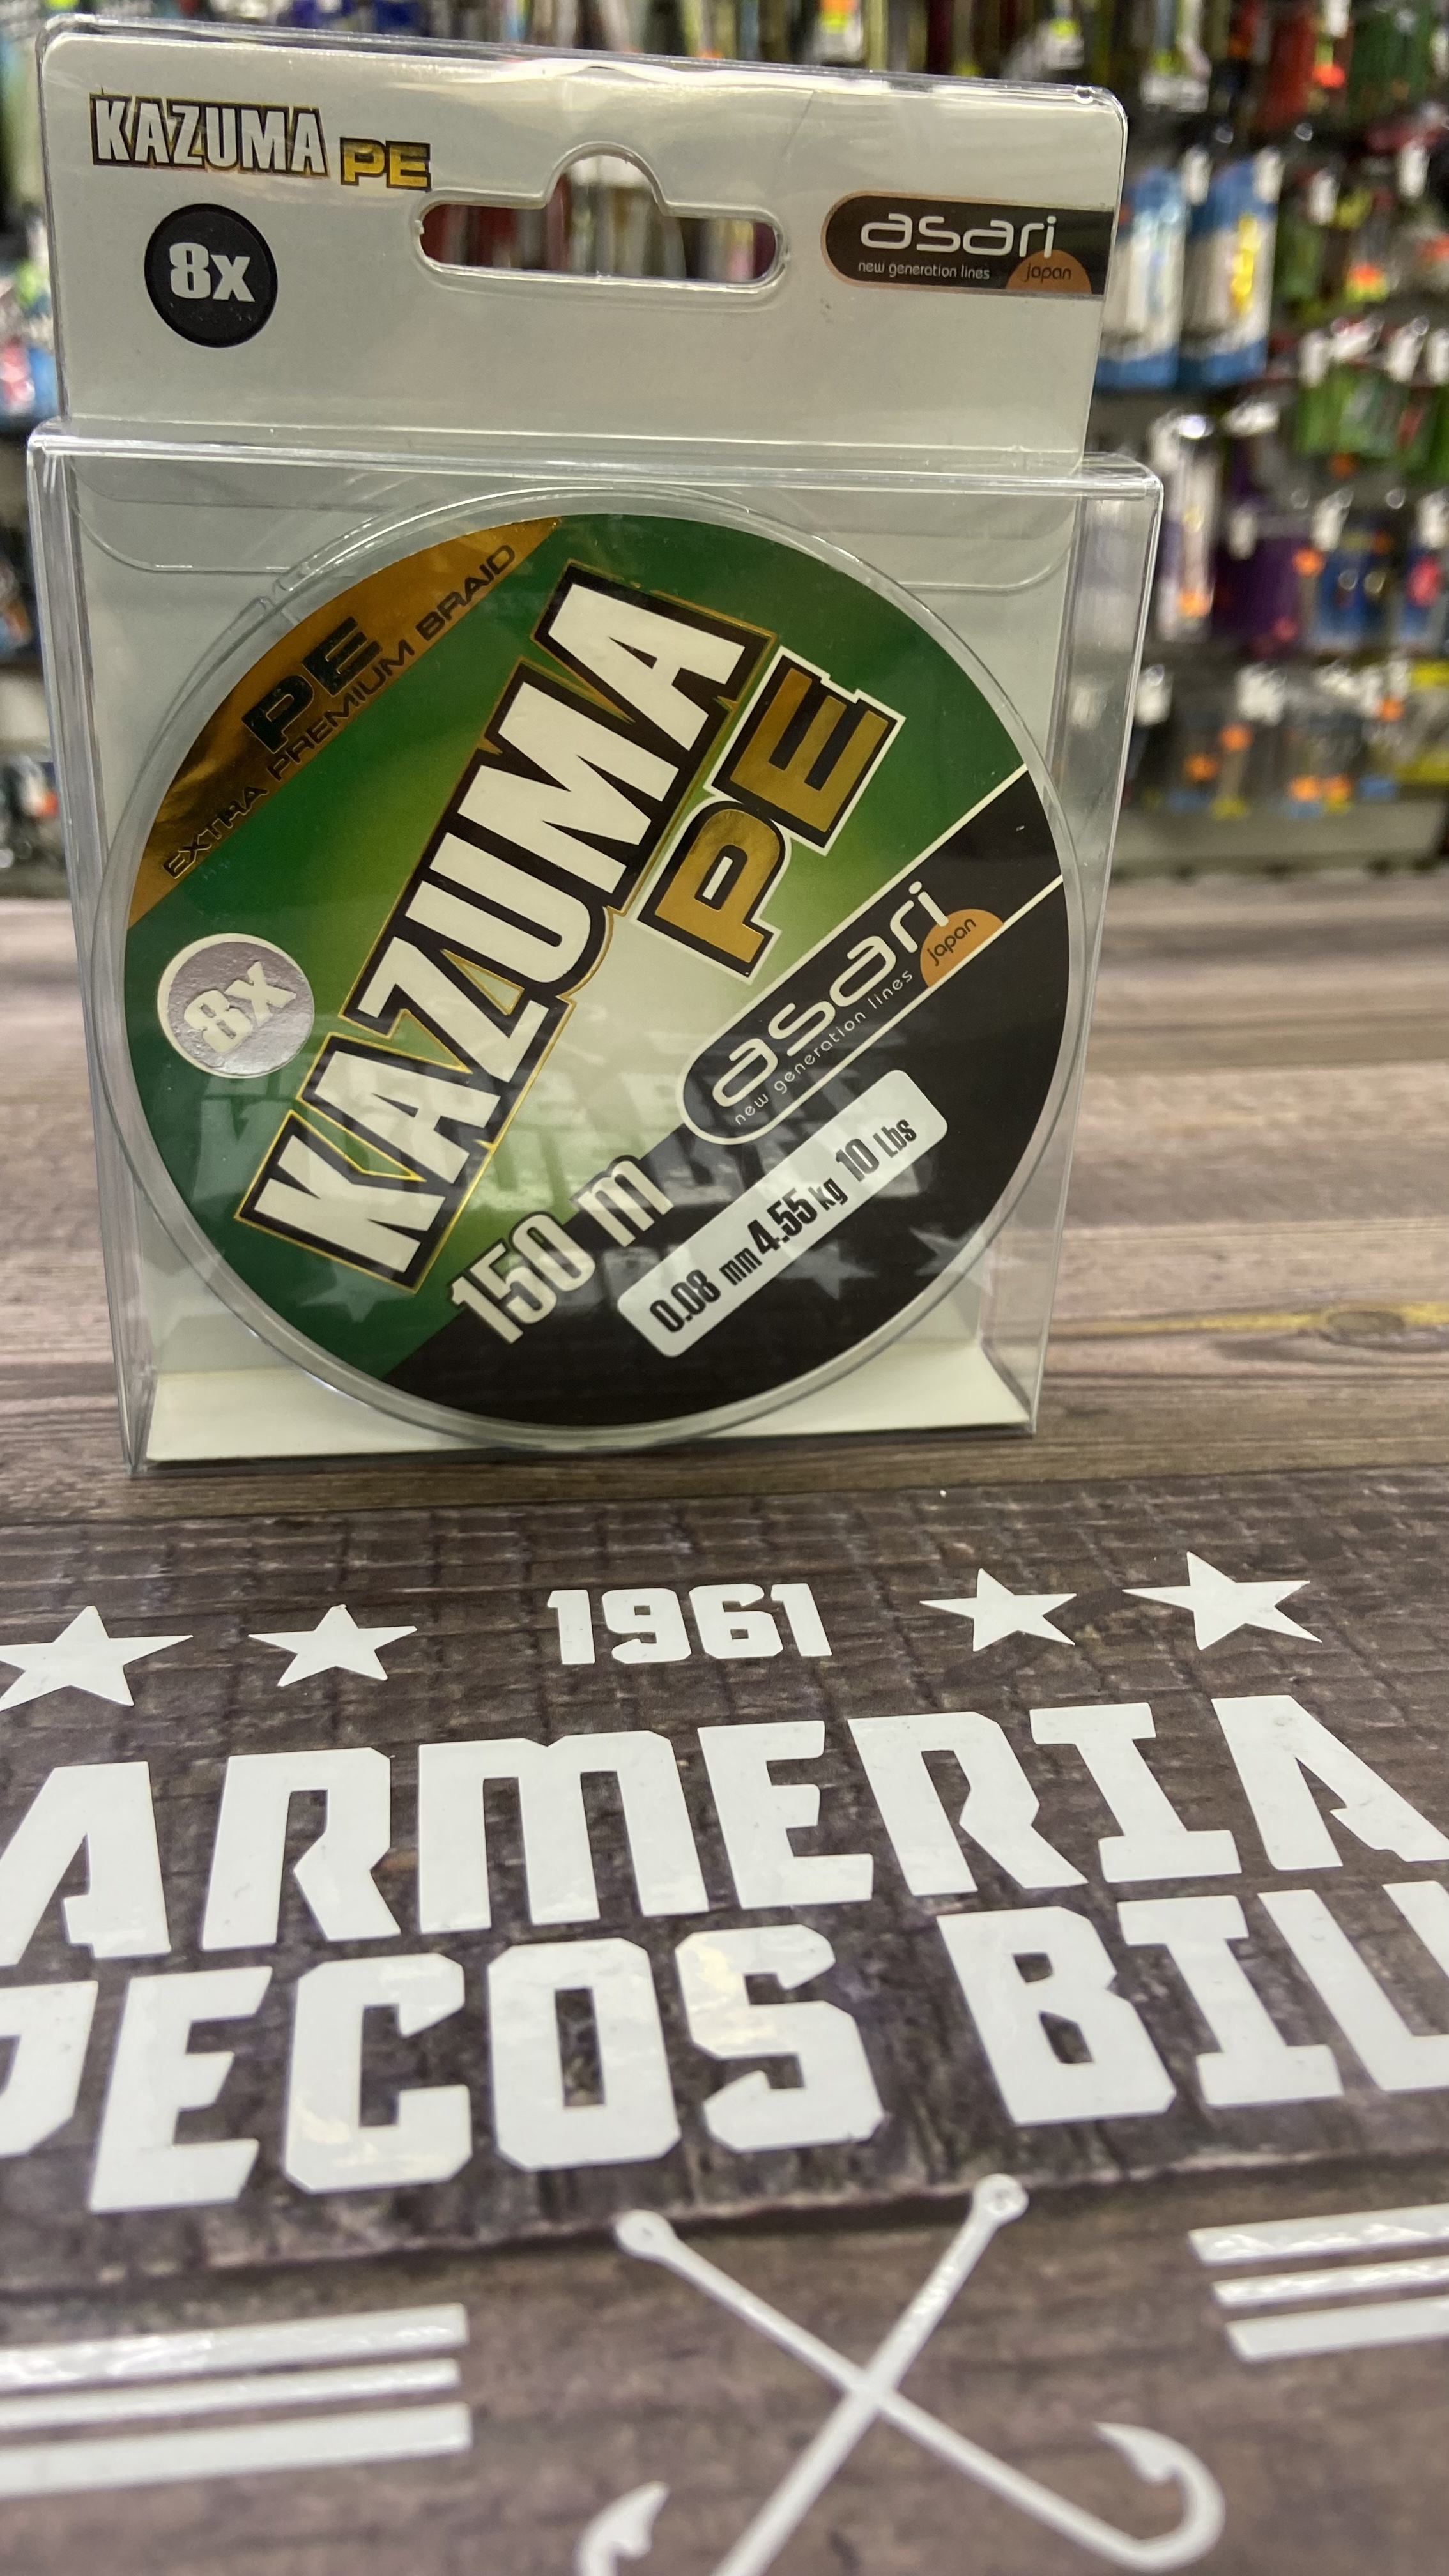 KAZUMA PE
8x
asari
new generation lines japan
PE
EXTRA PREMIUM BRAID
KAZUMA
PE
8x
asari
new generation lines japan
150 m
0.08 mm 4.55 kg 10 Lbs
1961
ARMERIA
PECOS BILL